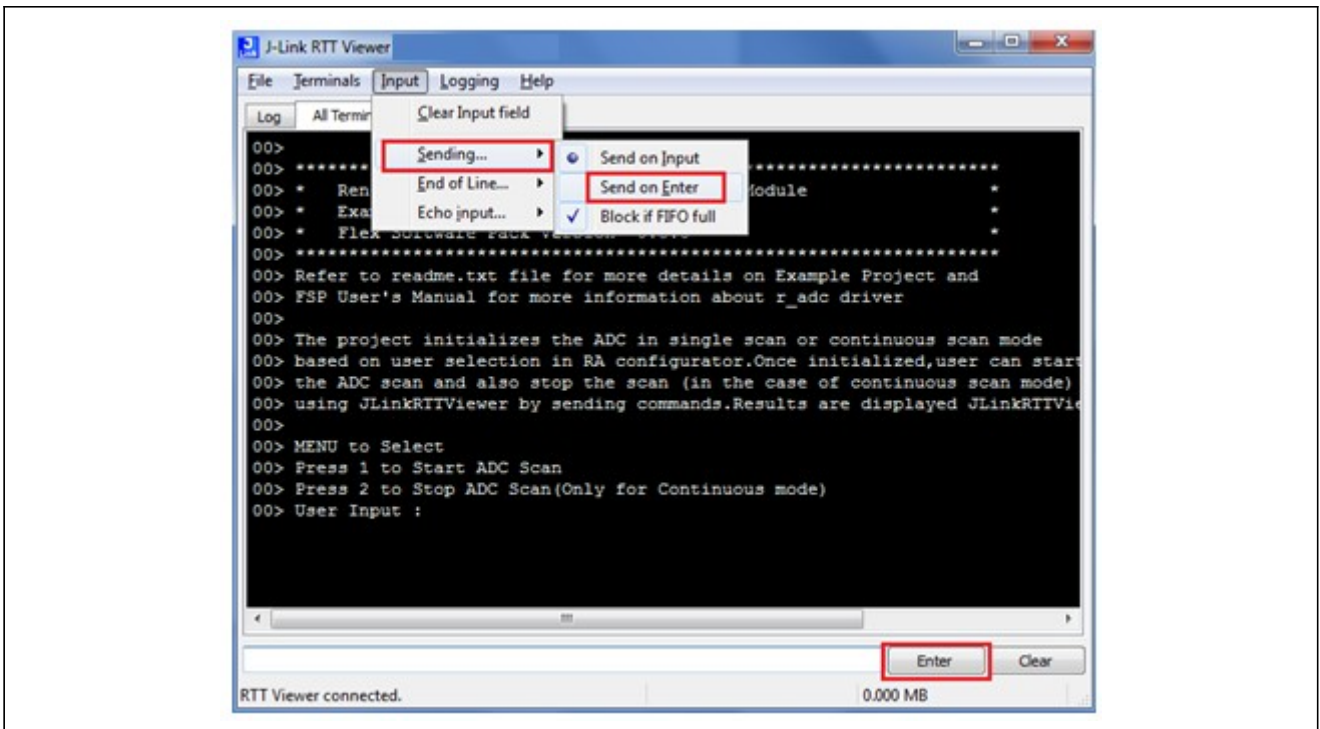 J-Link RTT Viewer
File Terminals Input Logging Help
Log All Termin
Clear Input field
Sending...
End of Line...
Echo input...
Send on Input
Send on Enter
Block if FIFO full
00>
00> *******
************************
00> * Ren
Module *
00> * Exa
*
00> * Flex Software Pack
*
00> ******************************************************************
00> Refer to readme.txt file for more details on Example Project and
00> FSP User's Manual for more information about r_adc driver
00>
00> The project initializes the ADC in single scan or continuous scan mode
00> based on user selection in RA configurator.Once initialized,user can start
00> the ADC scan and also stop the scan (in the case of continuous scan mode)
00> using JLinkRTTViewer by sending commands.Results are displayed JLinkRTTVie
00>
00> MENU to Select
00> Press 1 to Start ADC Scan
00> Press 2 to Stop ADC Scan(Only for Continuous mode)
00> User Input :
Enter Clear
RTT Viewer connected. 0.000 MB